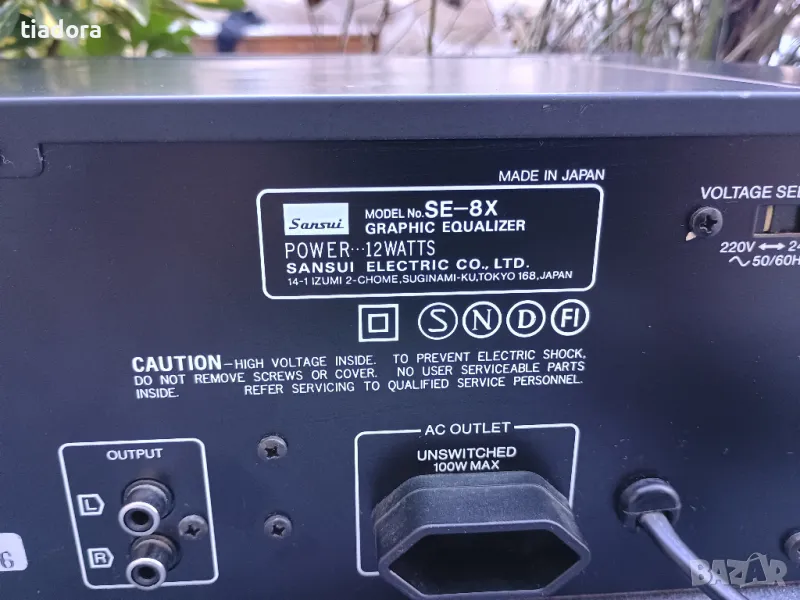 tiadora
MADE IN JAPAN
Sansui
MODEL No. SE-8X
GRAPHIC EQUALIZER
POWER···12WATTS
SANSUI ELECTRIC CO., LTD.
14-1 IZUMI 2-CHOME, SUGINAMI-KU, TOKYO 168, JAPAN
VOLTAGE SE
220V ↔ 24
∿ 50/60H
S N D FI
CAUTION–HIGH VOLTAGE INSIDE. TO PREVENT ELECTRIC SHOCK,
DO NOT REMOVE SCREWS OR COVER. NO USER SERVICEABLE PARTS
INSIDE. REFER SERVICING TO QUALIFIED SERVICE PERSONNEL.
OUTPUT
L
R
AC OUTLET
UNSWITCHED
100W MAX
6
BAZAR